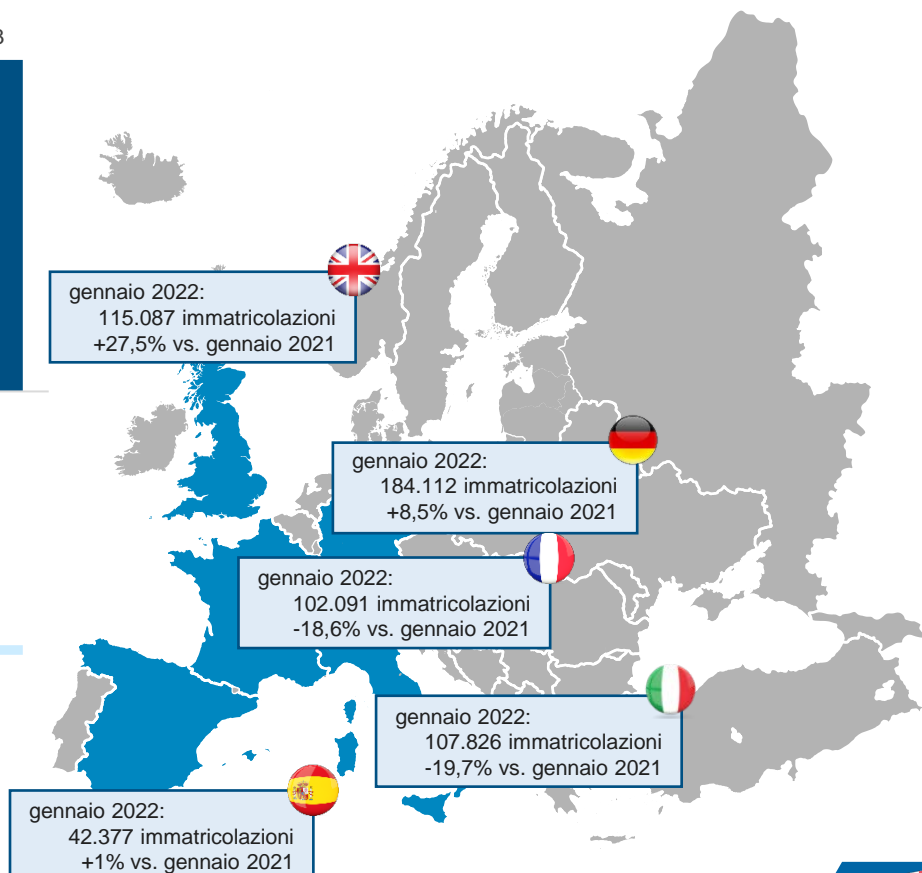 gennaio 2022:
115.087 immatricolazioni
+27,5% vs. gennaio 2021
gennaio 2022:
184.112 immatricolazioni
+8,5% vs. gennaio 2021
gennaio 2022:
102.091 immatricolazioni
-18,6% vs. gennaio 2021
gennaio 2022:
107.826 immatricolazioni
-19,7% vs. gennaio 2021
gennaio 2022:
42.377 immatricolazioni
+1% vs. gennaio 2021